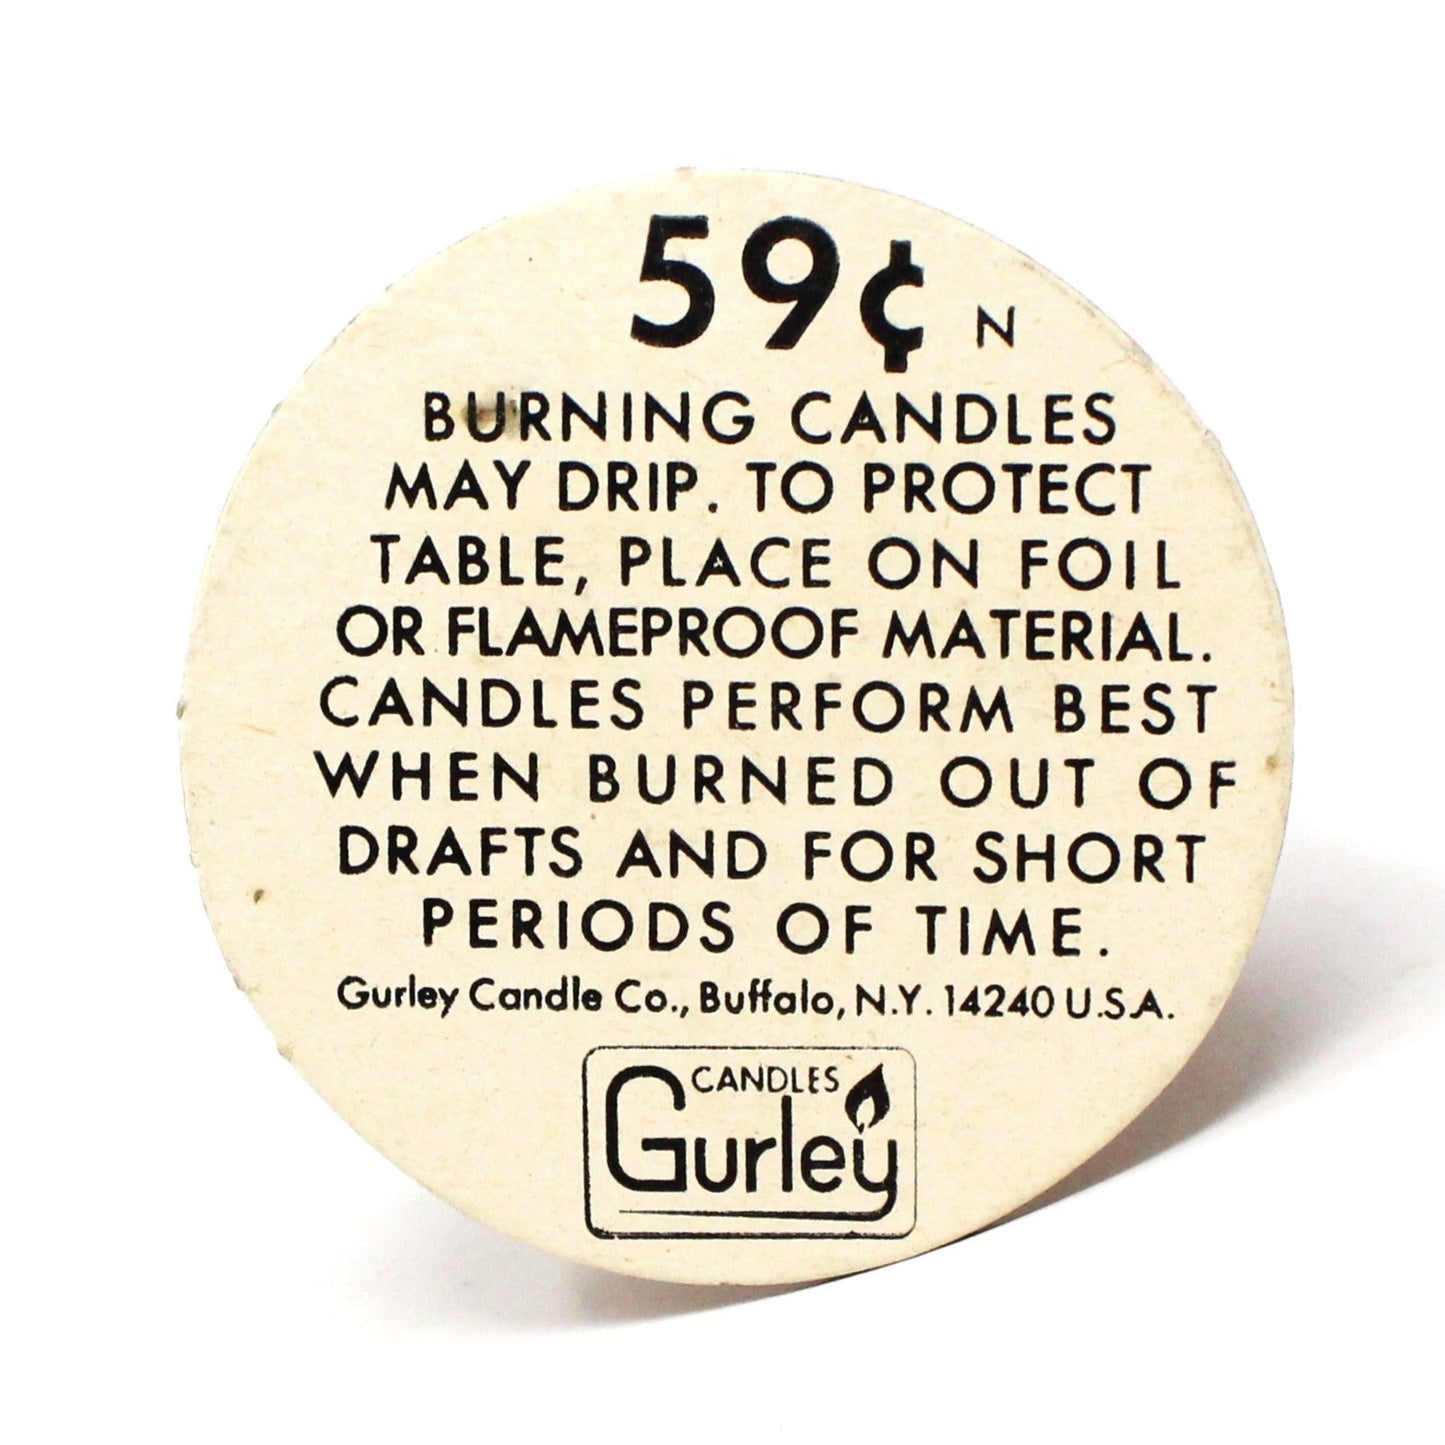 59¢ N
BURNING CANDLES
MAY DRIP. TO PROTECT
TABLE, PLACE ON FOIL
OR FLAMEPROOF MATERIAL.
CANDLES PERFORM BEST
WHEN BURNED OUT OF
DRAFTS AND FOR SHORT
PERIODS OF TIME.
Gurley Candle Co., Buffalo, N.Y. 14240 U.S.A.
CANDLES
Gurley